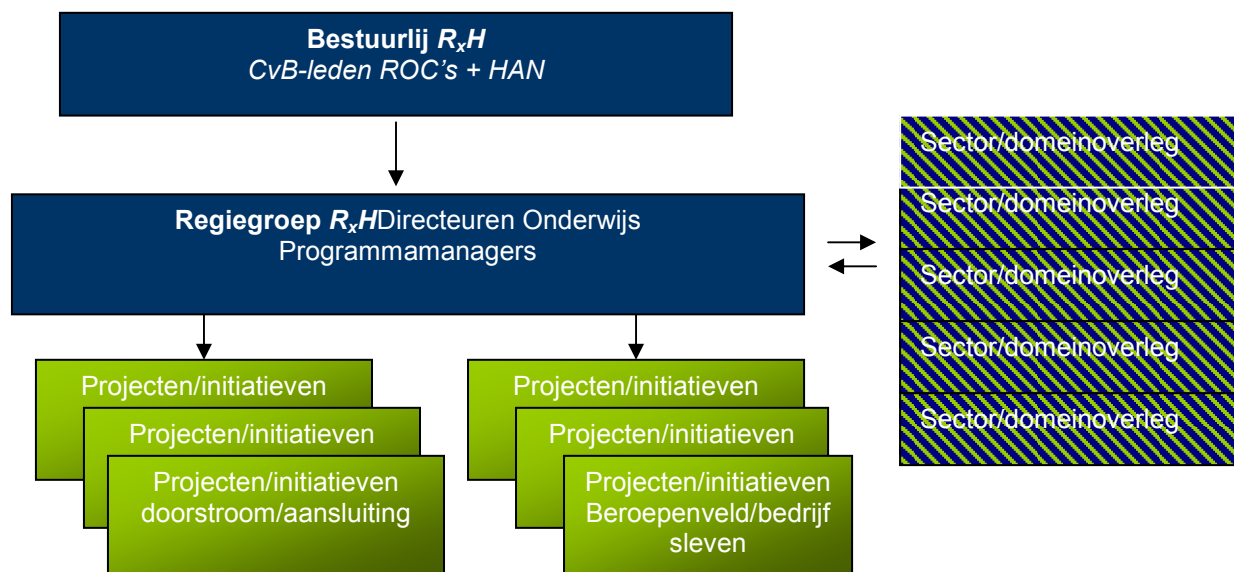 Bestuurlij RxH
CvB-leden ROC's + HAN
Regiegroep RxHDirecteuren Onderwijs
Programmamanagers
Sector/domeinoverleg
Sector/domeinoverleg
Sector/domeinoverleg
Sector/domeinoverleg
Sector/domeinoverleg
Projecten/initiatieven
Projecten/initiatieven
Projecten/initiatieven
doorstroom/aansluiting
Projecten/initiatieven
Projecten/initiatieven
Projecten/initiatieven
Beroepenveld/bedrijf
sleven